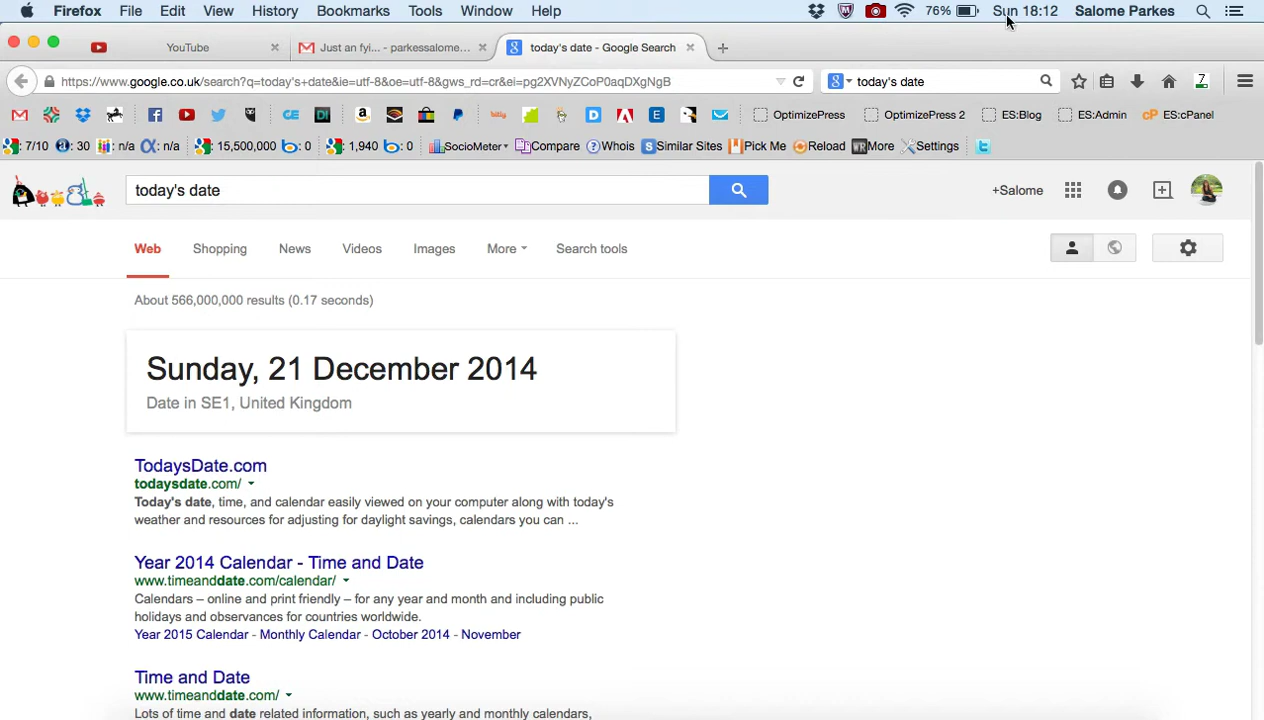 Firefox File Edit View History Bookmarks Tools Window Help 76% Sun 18:12 Salome Parkes
YouTube Just an fyi... - parkessalome... today's date - Google Search
https://www.google.co.uk/search?q=today's+date&ie=utf-8&oe=utf-8&gws_rd=cr&ei=pg2XVNyZCoP0aqDXgNgB today's date 7
OptimizePress OptimizePress 2 ES:Blog ES:Admin cP ES:cPanel
7/10 : 30 : n/a : n/a : 15,500,000 : 0 : 1,940 : 0 SocioMeter Compare Whois Similar Sites Pick Me Reload More Settings
today's date +Salome
Web Shopping News Videos Images More Search tools
About 566,000,000 results (0.17 seconds)
Sunday, 21 December 2014
Date in SE1, United Kingdom
TodaysDate.com
todaysdate.com/
Today's date, time, and calendar easily viewed on your computer along with today's
weather and resources for adjusting for daylight savings, calendars you can ...
Year 2014 Calendar - Time and Date
www.timeanddate.com/calendar/
Calendars – online and print friendly – for any year and month and including public
holidays and observances for countries worldwide.
Year 2015 Calendar - Monthly Calendar - October 2014 - November
Time and Date
www.timeanddate.com/
Lots of time and date related information, such as yearly and monthly calendars,